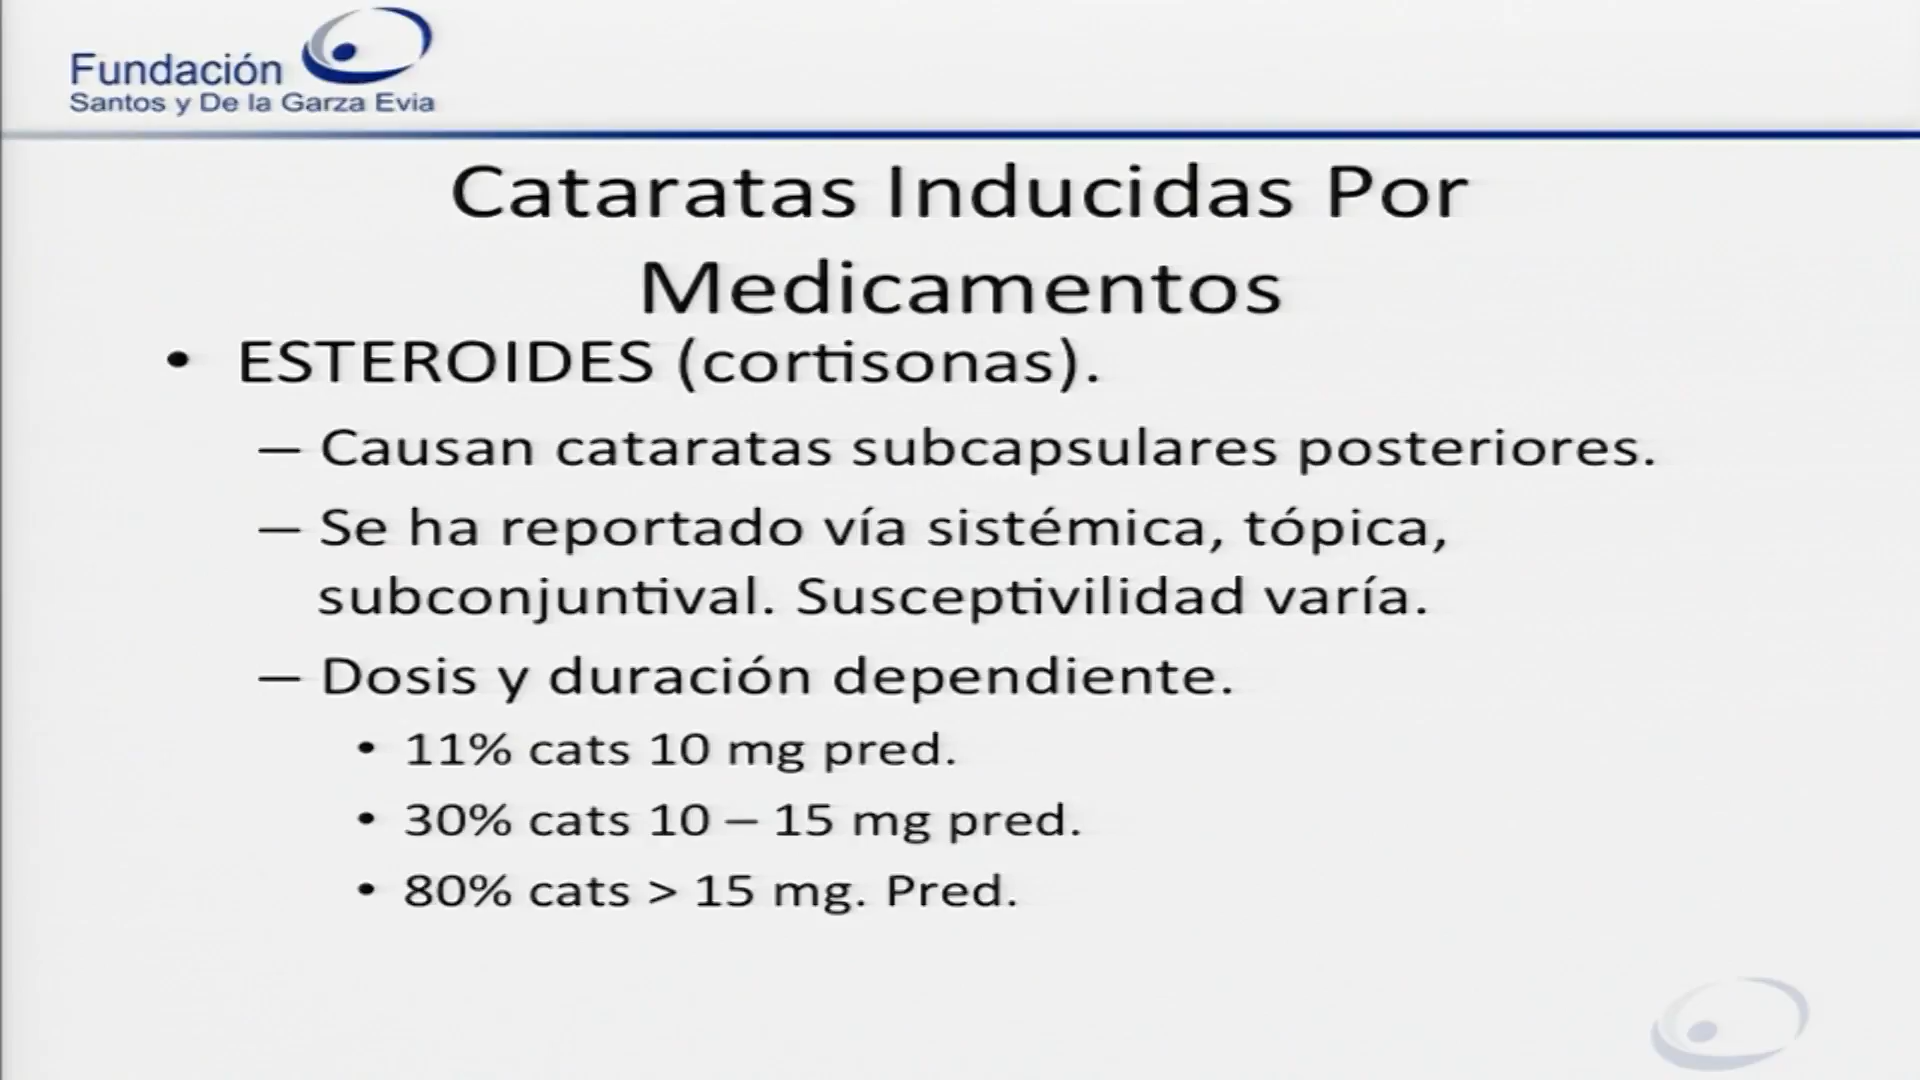 Fundación
Santos y De la Garza Evia
Cataratas Inducidas Por
Medicamentos
• ESTEROIDES (cortisonas).
– Causan cataratas subcapsulares posteriores.
– Se ha reportado vía sistémica, tópica,
subconjuntival. Susceptivilidad varía.
– Dosis y duración dependiente.
• 11% cats 10 mg pred.
• 30% cats 10 – 15 mg pred.
• 80% cats > 15 mg. Pred.